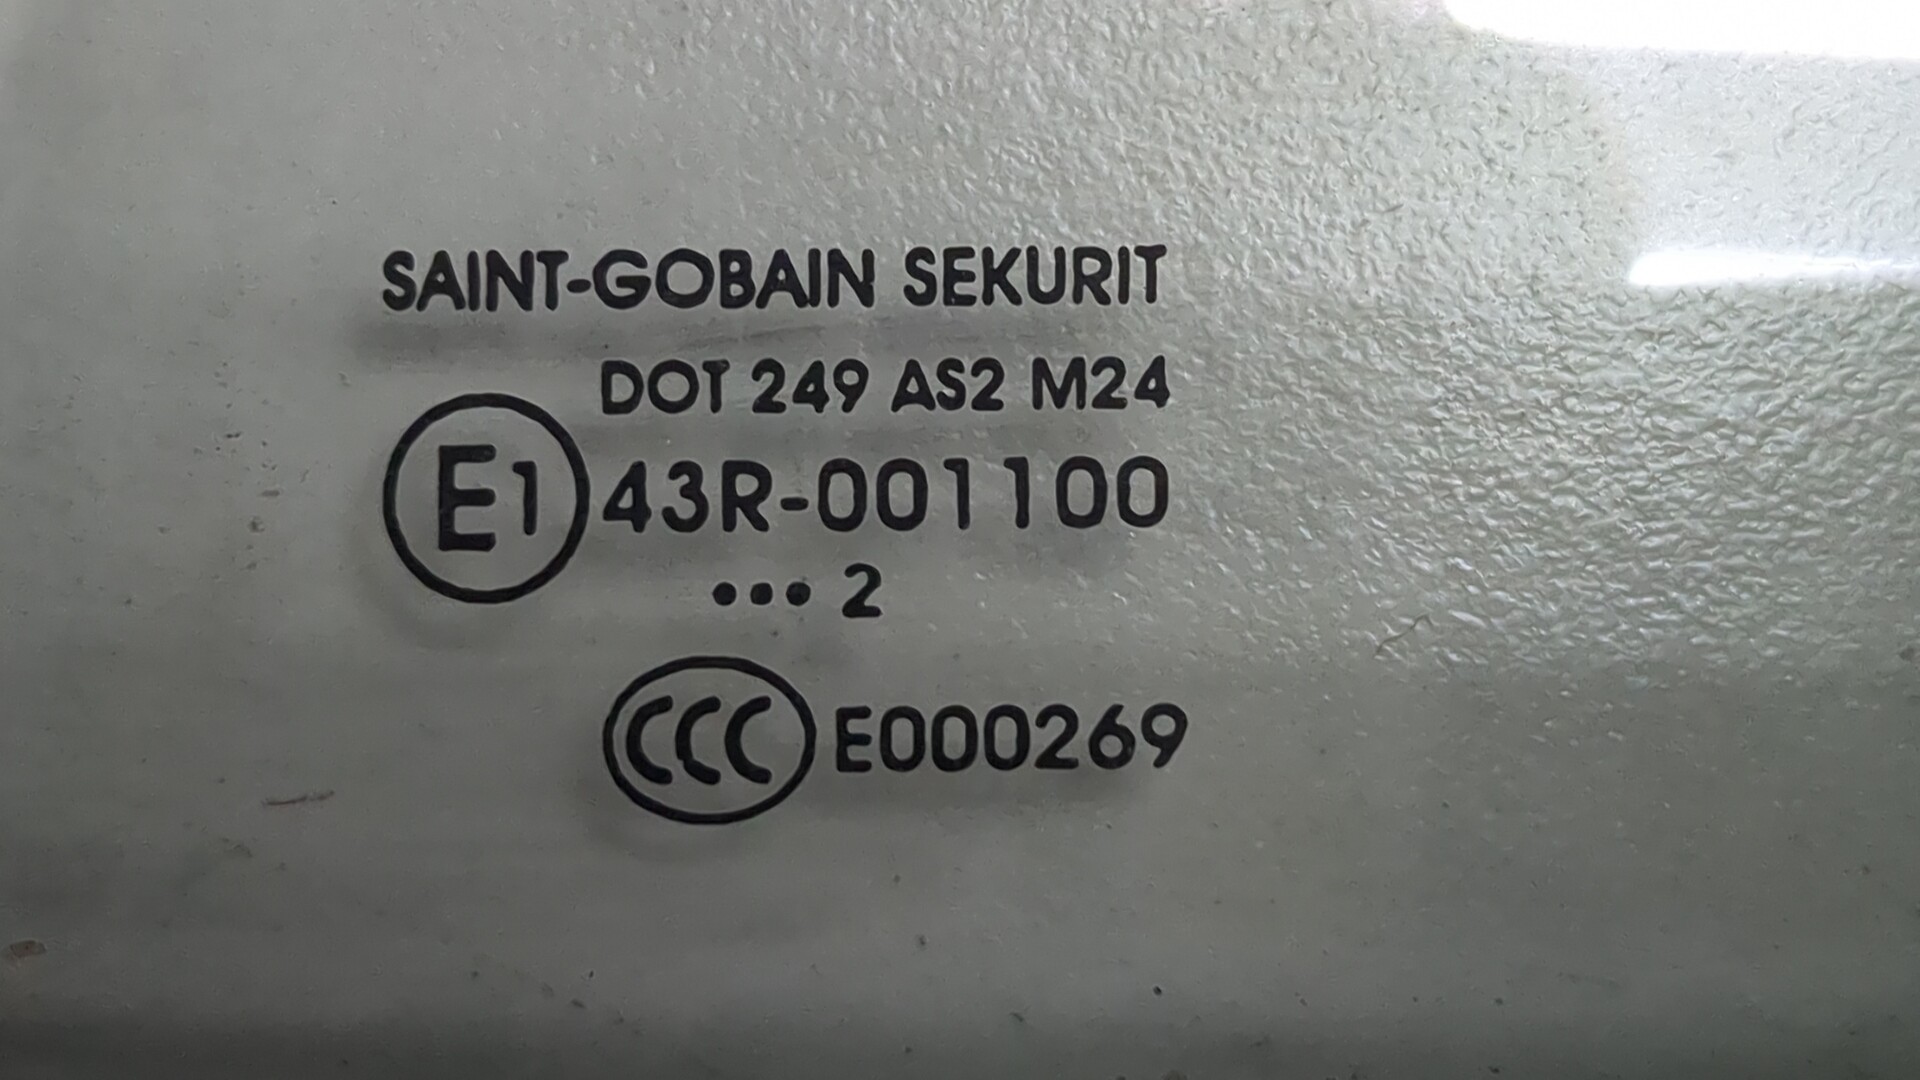 SAINT-GOBAIN SEKURIT
DOT 249 AS2 M24
E1 43R-001100
••• 2
CCC E000269